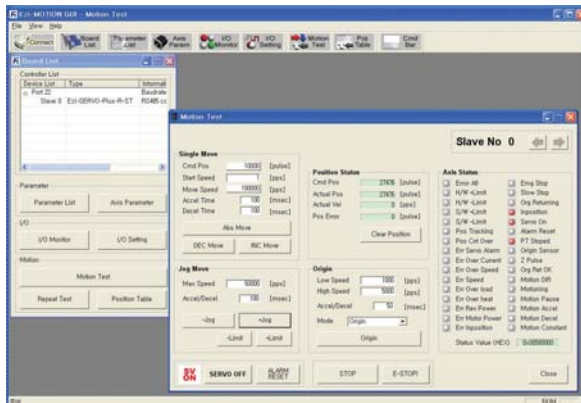 Ezi-MOTION GUI - Motion Test
File View Help
Connect
Board List
Parameter List
Axis Param
I/O Monitor
I/O Setting
Motion Test
Pos Table
Cmd Bar
Board List
Controller List
Device List Type Informati
Port 22 Baudrate
Slave 0 Ezi-SERVO-Plus-R-ST RS485 cc
Parameter
Parameter List Axis Parameter
I/O
I/O Monitor I/O Setting
Motion
Motion Test
Repeat Test Position Table
Motion Test
Slave No 0
Single Move
Cmd Pos 10000 [pulse]
Start Speed 1 [pps]
Move Speed 100000 [pps]
Accel Time 100 [msec]
Decel Time 100 [msec]
Abs Move
DEC Move INC Move
Position Status
Cmd Pos 27476 [pulse]
Actual Pos 27476 [pulse]
Actual Vel 0 [pps]
Pos Error 0 [pulse]
Clear Position
Jog Move
Max Speed 50000 [pps]
Accel/Decel 100 [msec]
-Jog +Jog
-Limit +Limit
Origin
Low Speed 1000 [pps]
High Speed 5000 [pps]
Accel/Decel 50 [msec]
Mode Origin
Origin
Axis Status
Error All Emg Stop
H/W +Limit Slow Stop
H/W -Limit Org Returning
S/W +Limit Inposition
S/W -Limit Servo On
Pos Tracking Alarm Reset
Pos Cnt Over PT Stoped
Err Servo Alarm Origin Sensor
Err Over Current Z Pulse
Err Over Speed Org Ret OK
Err Speed Motion DIR
Err Over load Motioning
Err Over heat Motion Pause
Err Rev Power Motion Accel
Err Motor Power Motion Decel
Err Inposition Motion Constant
Status Value (HEX)
SV ON SERVO OFF ALARM RESET STOP E-STOP! Close
NUM